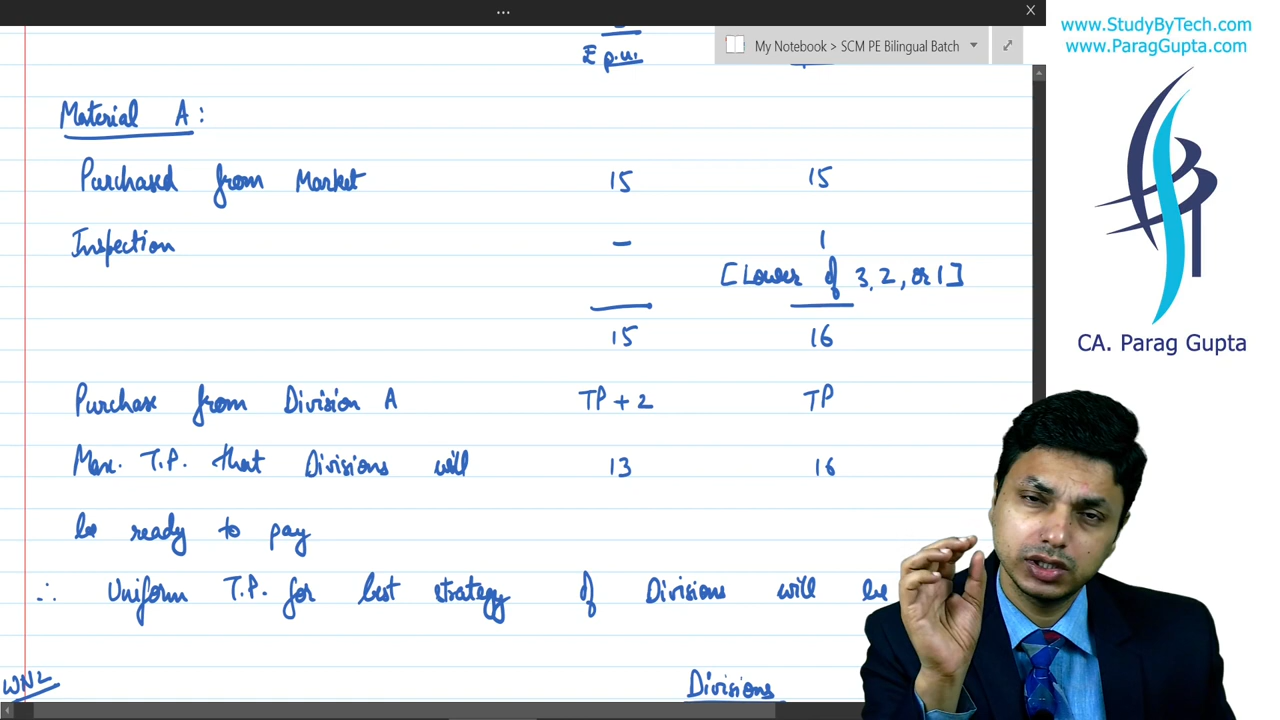 ...
X
www.StudyByTech.com
www.ParagGupta.com
My Notebook > SCM PE Bilingual Batch
p.u.
Material A:
Purchased from Market 15 15
Inspection – 1
[Lower of 3, 2, or 1]
15 16
Purchase from Division A TP + 2 TP
Max. T.P. that Divisions will 13 16
be ready to pay
∴ Uniform T.P. for best strategy of Divisions will be
WN2
Divisions
CA. Parag Gupta